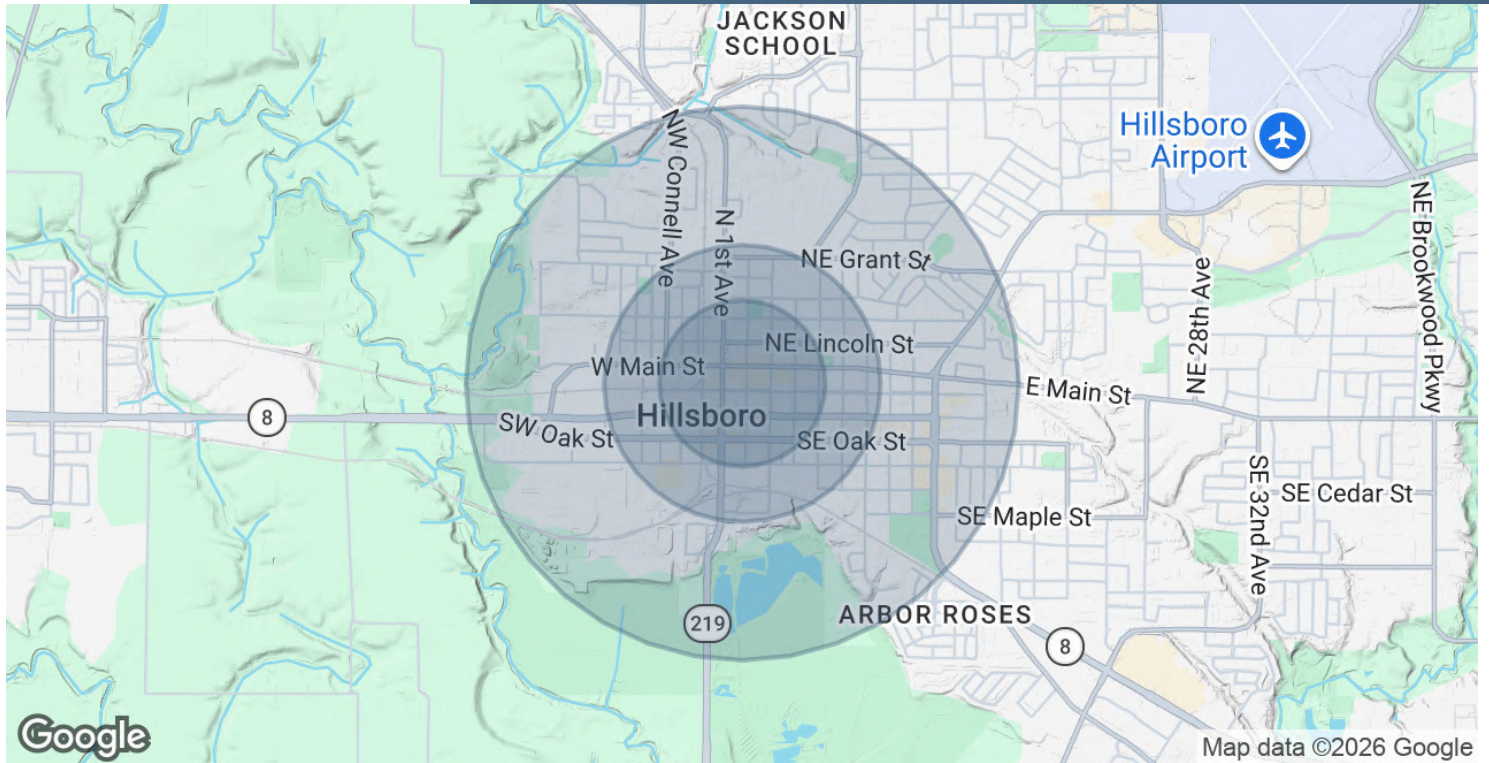 JACKSON
SCHOOL
Hillsboro
Airport
NW Connell Ave
N 1st Ave
NE Grant St
NE Brookwood Pkwy
NE 28th Ave
NE Lincoln St
W Main St
E Main St
8
Hillsboro
SW Oak St
SE Oak St
SE 32nd Ave
SE Cedar St
SE Maple St
219
ARBOR ROSES
8
Google
Map data ©2026 Google